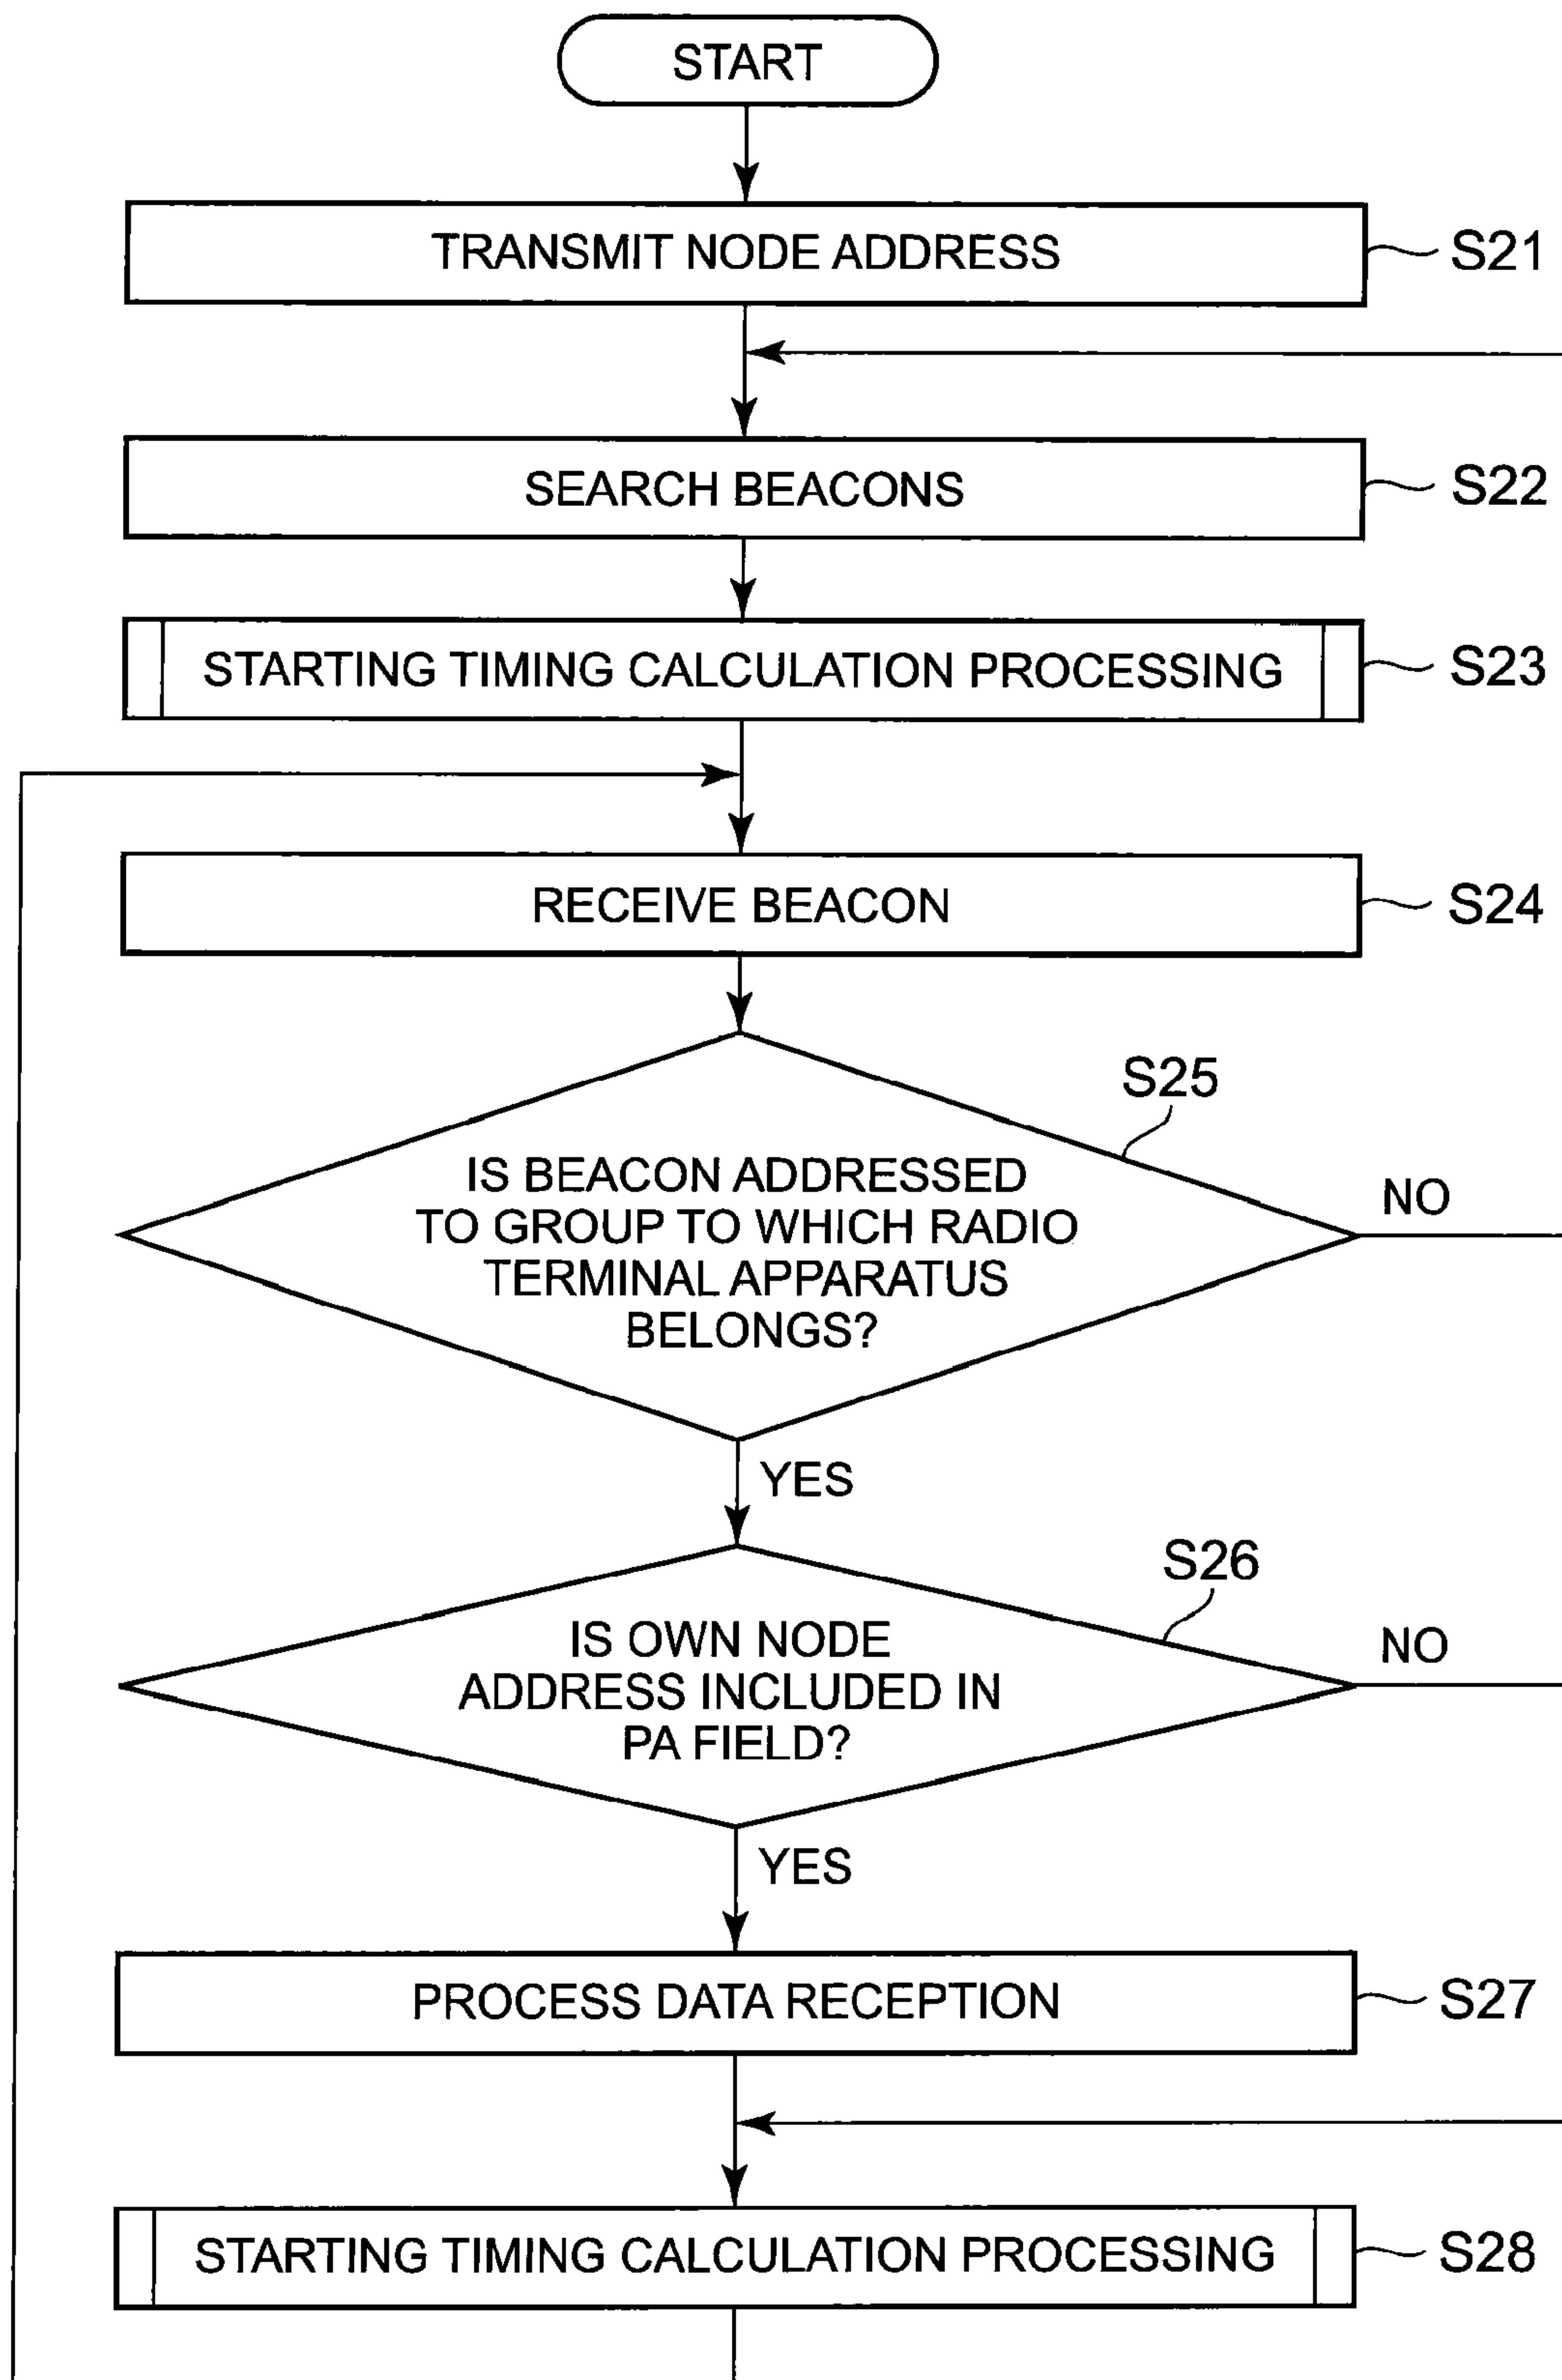 START
TRANSMIT NODE ADDRESS
S21
SEARCH BEACONS
S22
STARTING TIMING CALCULATION PROCESSING
S23
RECEIVE BEACON
S24
S25
IS BEACON ADDRESSED
TO GROUP TO WHICH RADIO
TERMINAL APPARATUS
BELONGS?
NO
YES
S26
IS OWN NODE
ADDRESS INCLUDED IN
PA FIELD?
NO
YES
PROCESS DATA RECEPTION
S27
STARTING TIMING CALCULATION PROCESSING
S28